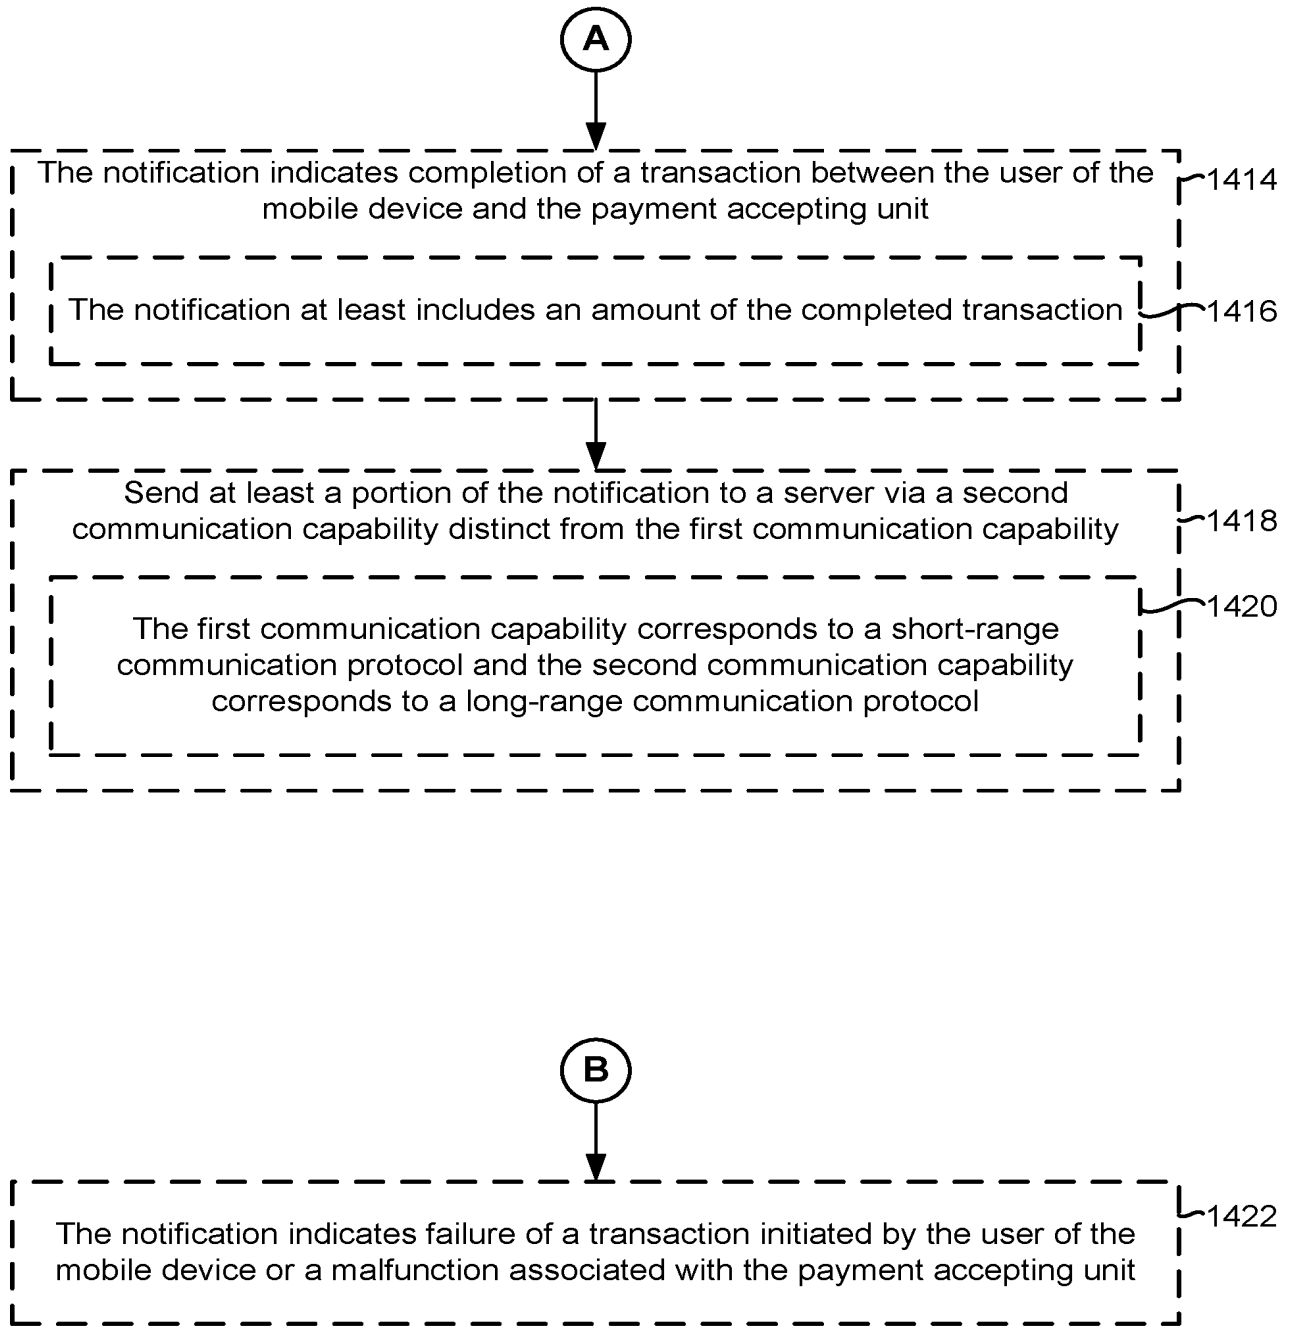 A
The notification indicates completion of a transaction between the user of the
mobile device and the payment accepting unit
1414
The notification at least includes an amount of the completed transaction
1416
Send at least a portion of the notification to a server via a second
communication capability distinct from the first communication capability
1418
1420
The first communication capability corresponds to a short-range
communication protocol and the second communication capability
corresponds to a long-range communication protocol
B
1422
The notification indicates failure of a transaction initiated by the user of the
mobile device or a malfunction associated with the payment accepting unit